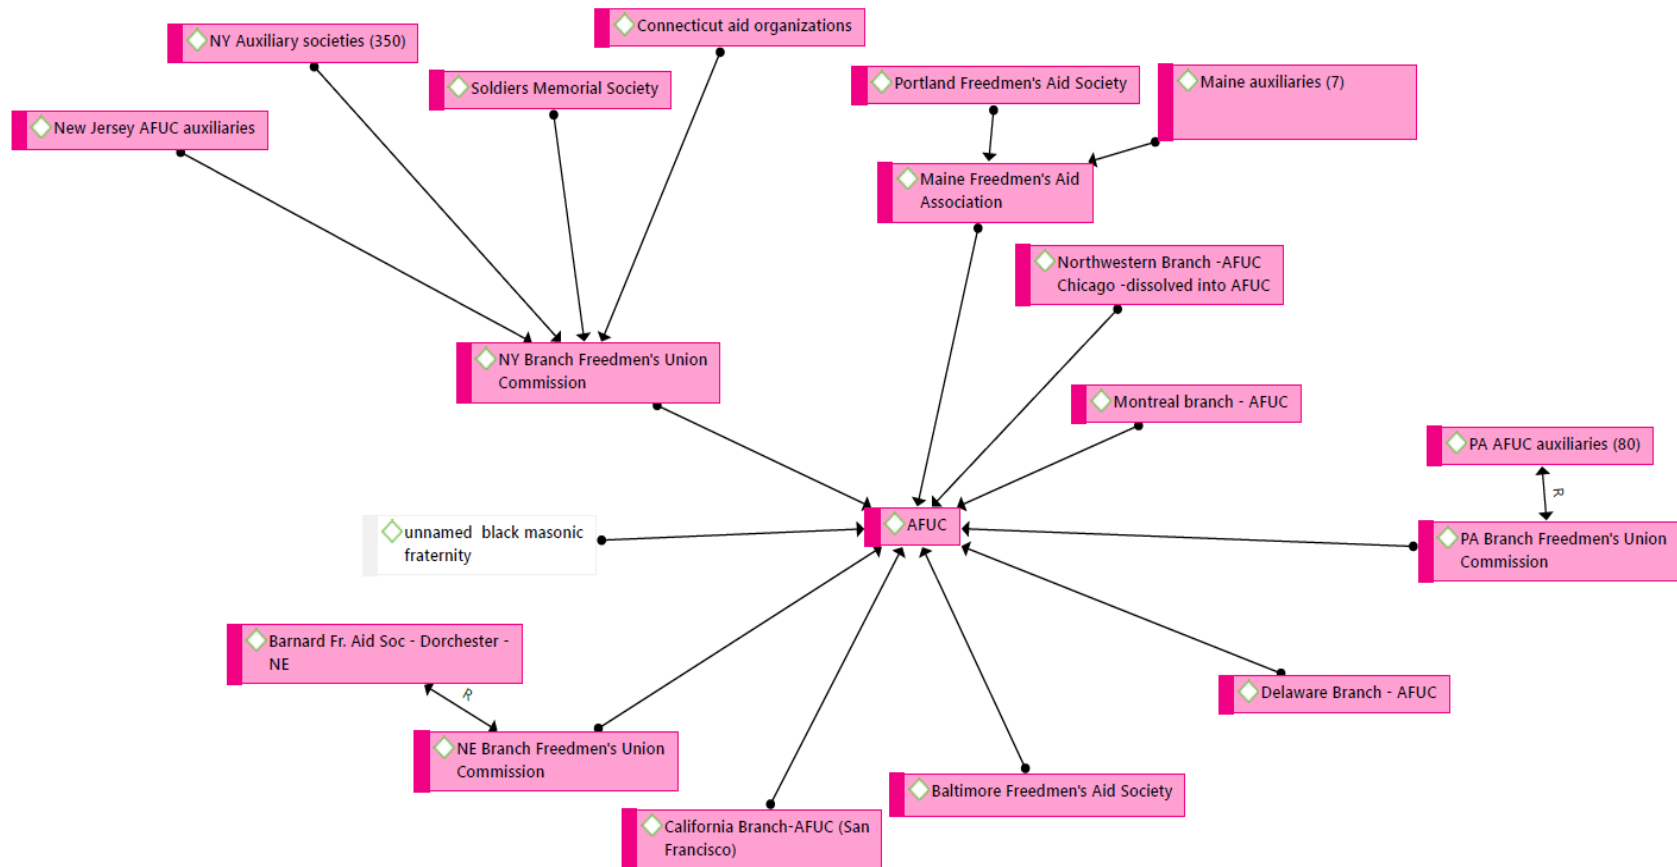 Connecticut aid organizations
NY Auxiliary societies (350)
Soldiers Memorial Society
Portland Freedmen's Aid Society
Maine auxiliaries (7)
New Jersey AFUC auxiliaries
Maine Freedmen's Aid
Association
Northwestern Branch -AFUC
Chicago -dissolved into AFUC
NY Branch Freedmen's Union
Commission
Montreal branch - AFUC
PA AFUC auxiliaries (80)
R
AFUC
unnamed black masonic
fraternity
PA Branch Freedmen's Union
Commission
Barnard Fr. Aid Soc - Dorchester -
NE
R
Delaware Branch - AFUC
NE Branch Freedmen's Union
Commission
Baltimore Freedmen's Aid Society
California Branch-AFUC (San
Francisco)